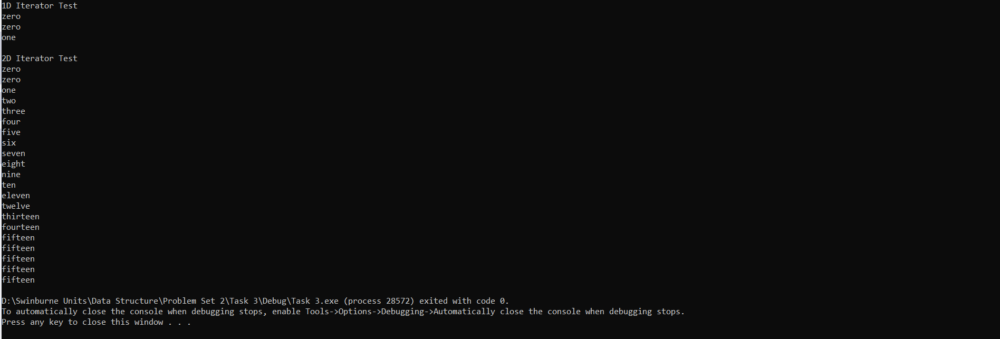 1D Iterator Test
zero
zero
one
2D Iterator Test
zero
zero
one
two
three
four
five
six
seven
eight
nine
ten
eleven
twelve
thirteen
fourteen
fifteen
fifteen
fifteen
fifteen
fifteen
D:\Swinburne Units\Data Structure\Problem Set 2\Task 3\Debug\Task 3.exe (process 28572) exited with code 0.
To automatically close the console when debugging stops, enable Tools->Options->Debugging->Automatically close the console when debugging stops.
Press any key to close this window . . .